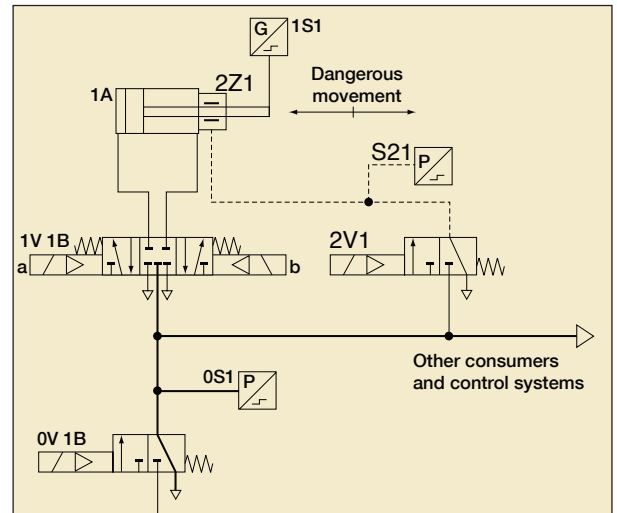 G 1S1
2Z1
1A
Dangerous
movement
S21
P
1V 1B
2V1
a
b
Other consumers
and control systems
0S1 P
0V 1B